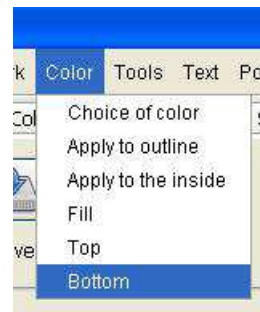 Color Tools Text
Choice of color
Apply to outline
Apply to the inside
Fill
Top
Bottom